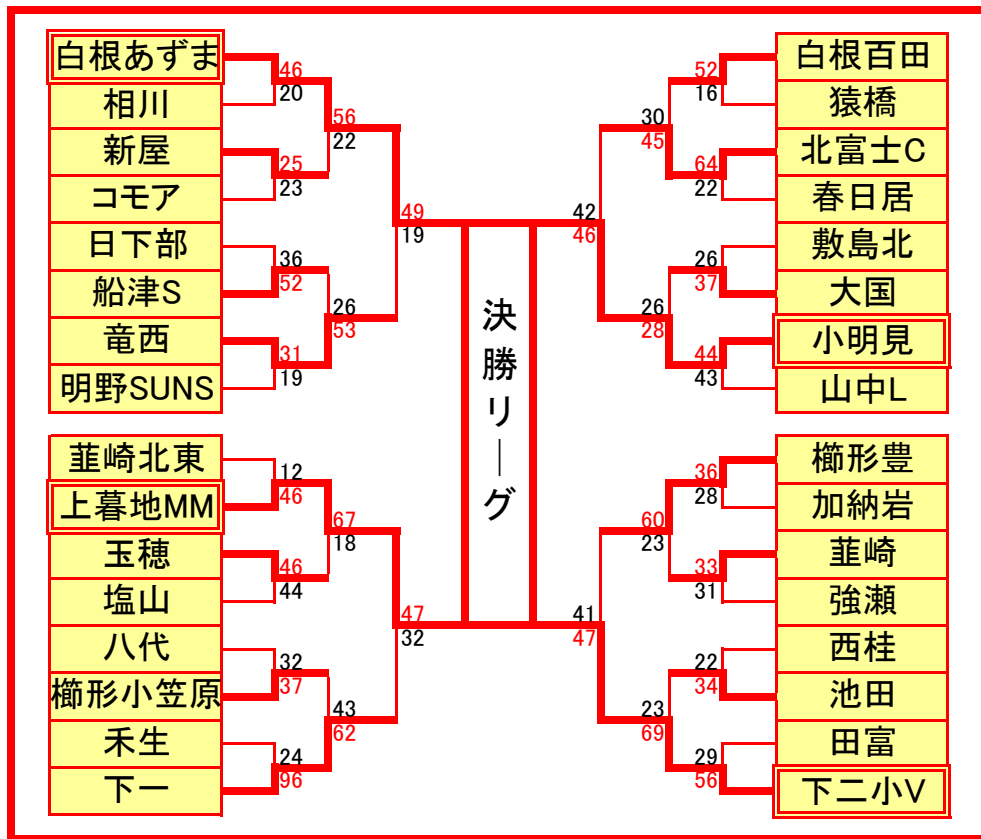 白根あずま
46
20
相川
56
22
新屋
25
23
コモア
49
19
日下部
36
52
船津S
26
53
竜西
31
19
明野SUNS
韮崎北東
12
46
上暮地MM
67
18
玉穂
46
44
塩山
47
32
八代
32
37
櫛形小笠原
43
62
禾生
24
96
下一
決勝リーグ
白根百田
52
16
猿橋
30
45
北富士C
64
22
春日居
42
46
敷島北
26
37
大国
26
28
小明見
44
43
山中L
櫛形豊
36
28
加納岩
60
23
韮崎
33
31
強瀬
41
47
西桂
22
34
池田
23
69
田富
29
56
下二小V